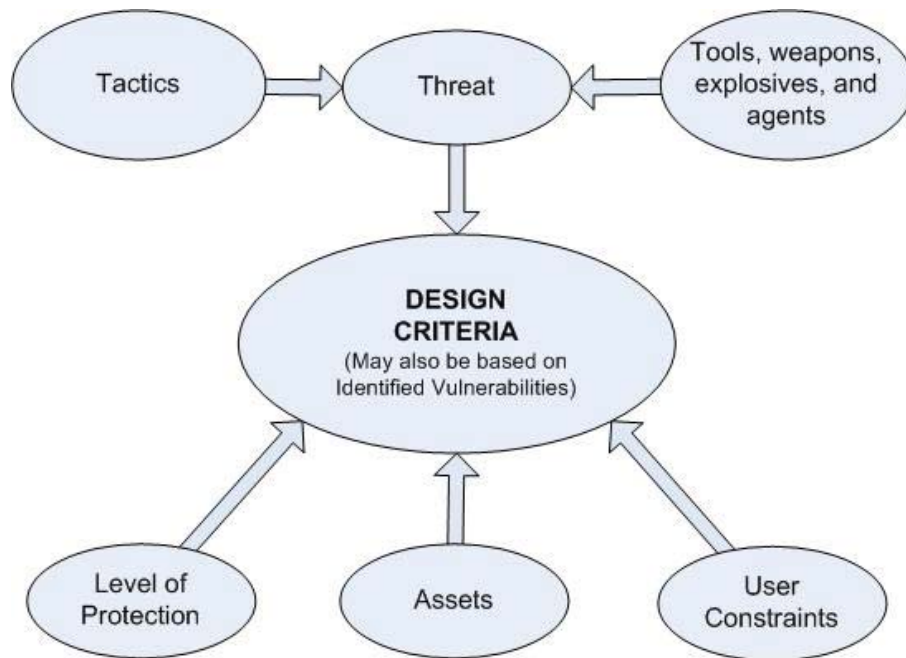 Tactics
Threat
Tools, weapons,
explosives, and
agents
DESIGN
CRITERIA
(May also be based on
Identified Vulnerabilities)
Level of
Protection
Assets
User
Constraints